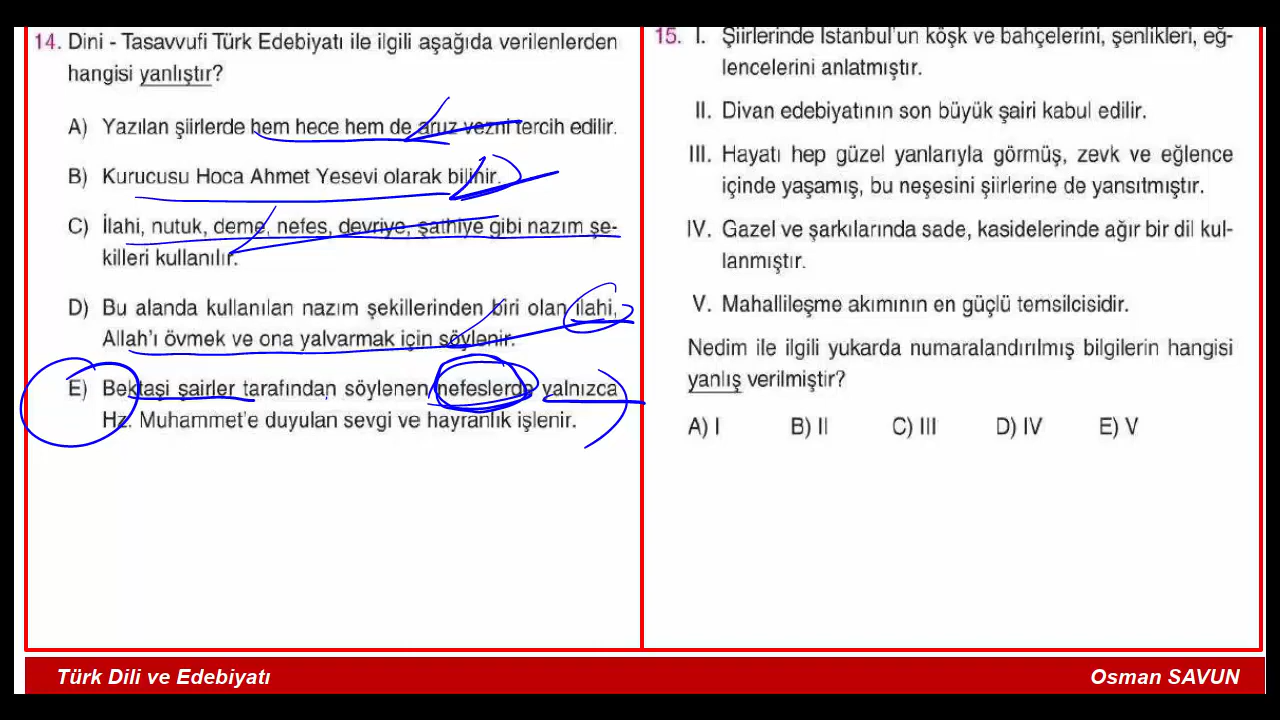 14. Dini - Tasavvufi Türk Edebiyatı ile ilgili aşağıda verilenlerden
hangisi yanlıştır?
A) Yazılan şiirlerde hem hece hem de aruz vezni tercih edilir.
B) Kurucusu Hoca Ahmet Yesevi olarak bilinir.
C) İlahi, nutuk, deme, nefes, devriye, şathiye gibi nazım şe-
killeri kullanılır.
D) Bu alanda kullanılan nazım şekillerinden biri olan ilahi,
Allah'ı övmek ve ona yalvarmak için söylenir.
E) Bektaşi şairler tarafından söylenen nefeslerde yalnızca
Hz. Muhammet'e duyulan sevgi ve hayranlık işlenir.
15. I. Şiirlerinde İstanbul'un köşk ve bahçelerini, şenlikleri, eğ-
lencelerini anlatmıştır.
II. Divan edebiyatının son büyük şairi kabul edilir.
III. Hayatı hep güzel yanlarıyla görmüş, zevk ve eğlence
içinde yaşamış, bu neşesini şiirlerine de yansıtmıştır.
IV. Gazel ve şarkılarında sade, kasidelerinde ağır bir dil kul-
lanmıştır.
V. Mahallileşme akımının en güçlü temsilcisidir.
Nedim ile ilgili yukarda numaralandırılmış bilgilerin hangisi
yanlış verilmiştir?
A) I B) II C) III D) IV E) V
Türk Dili ve Edebiyatı
Osman SAVUN